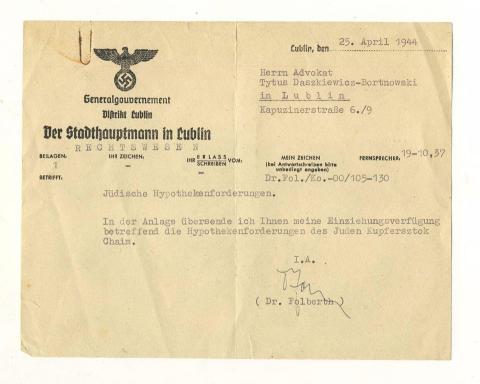 Generalgouvernement
Distrikt Lublin
Der Stadthauptmann in Lublin
RECHTSWESEN
Lublin, den 25. April 1944
Herrn Advokat
Tytus Daszkiewicz-Bortnowski
in Lublin
Kapuzinerstraße 6./9
BEILAGEN: IHR ZEICHEN: IHR ERLASS SCHREIBEN VOM: MEIN ZEICHEN FERNSPRECHER: 19-10,37
(bei Antwortschreiben bitte
unbedingt angeben)
1 — — Dr.Fol./Ko.-00/105-130
BETRIFFT:
Jüdische Hypothekenforderungen.
In der Anlage übersende ich Ihnen meine Einziehungsverfügung
betreffend die Hypothekenforderungen des Juden Kupfersztok
Chaim.
I.A.
( Dr. Folberth )